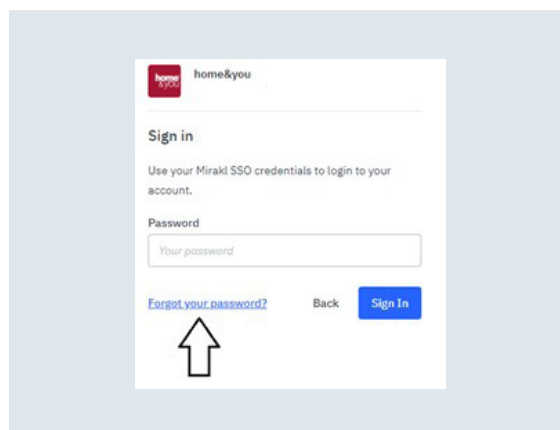 home
&you
home&you
Sign in
Use your Mirakl SSO credentials to login to your
account.
Password
Your password
Forgot your password?
Back
Sign In